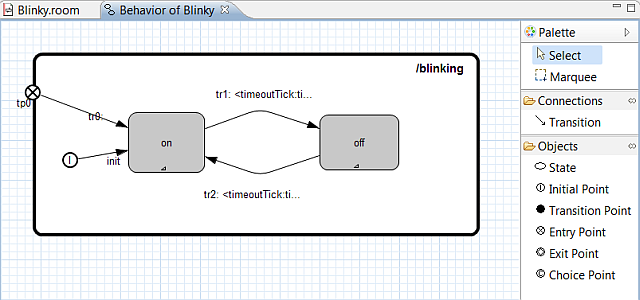 Blinky.room
Behavior of Blinky
/blinking
tp0
tr0:
tr1: <timeoutTick:ti...
on
off
I
init
tr2: <timeoutTick:ti...
Palette
Select
Marquee
Connections
Transition
Objects
State
Initial Point
Transition Point
Entry Point
Exit Point
Choice Point